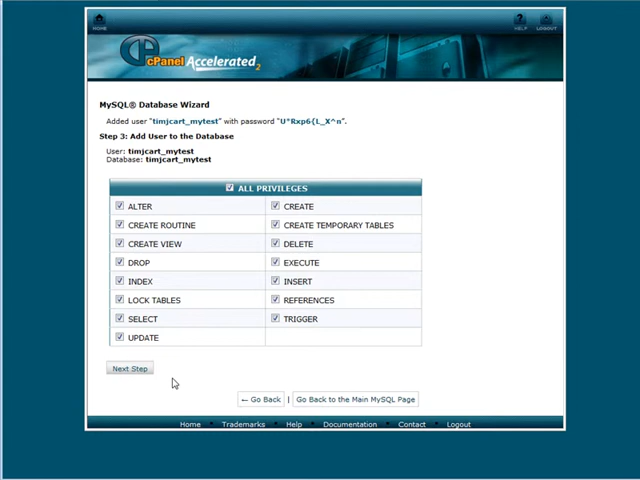 HOME
HELP
LOGOUT
cPanel Accelerated 2
MySQL® Database Wizard
Added user "timjcart_mytest" with password "U*Rxp6{L_X^n".
Step 3: Add User to the Database
User: timjcart_mytest
Database: timjcart_mytest
ALL PRIVILEGES
ALTER CREATE
CREATE ROUTINE CREATE TEMPORARY TABLES
CREATE VIEW DELETE
DROP EXECUTE
INDEX INSERT
LOCK TABLES REFERENCES
SELECT TRIGGER
UPDATE
Next Step
← Go Back | Go Back to the Main MySQL Page
Home • Trademarks • Help • Documentation • Contact • Logout